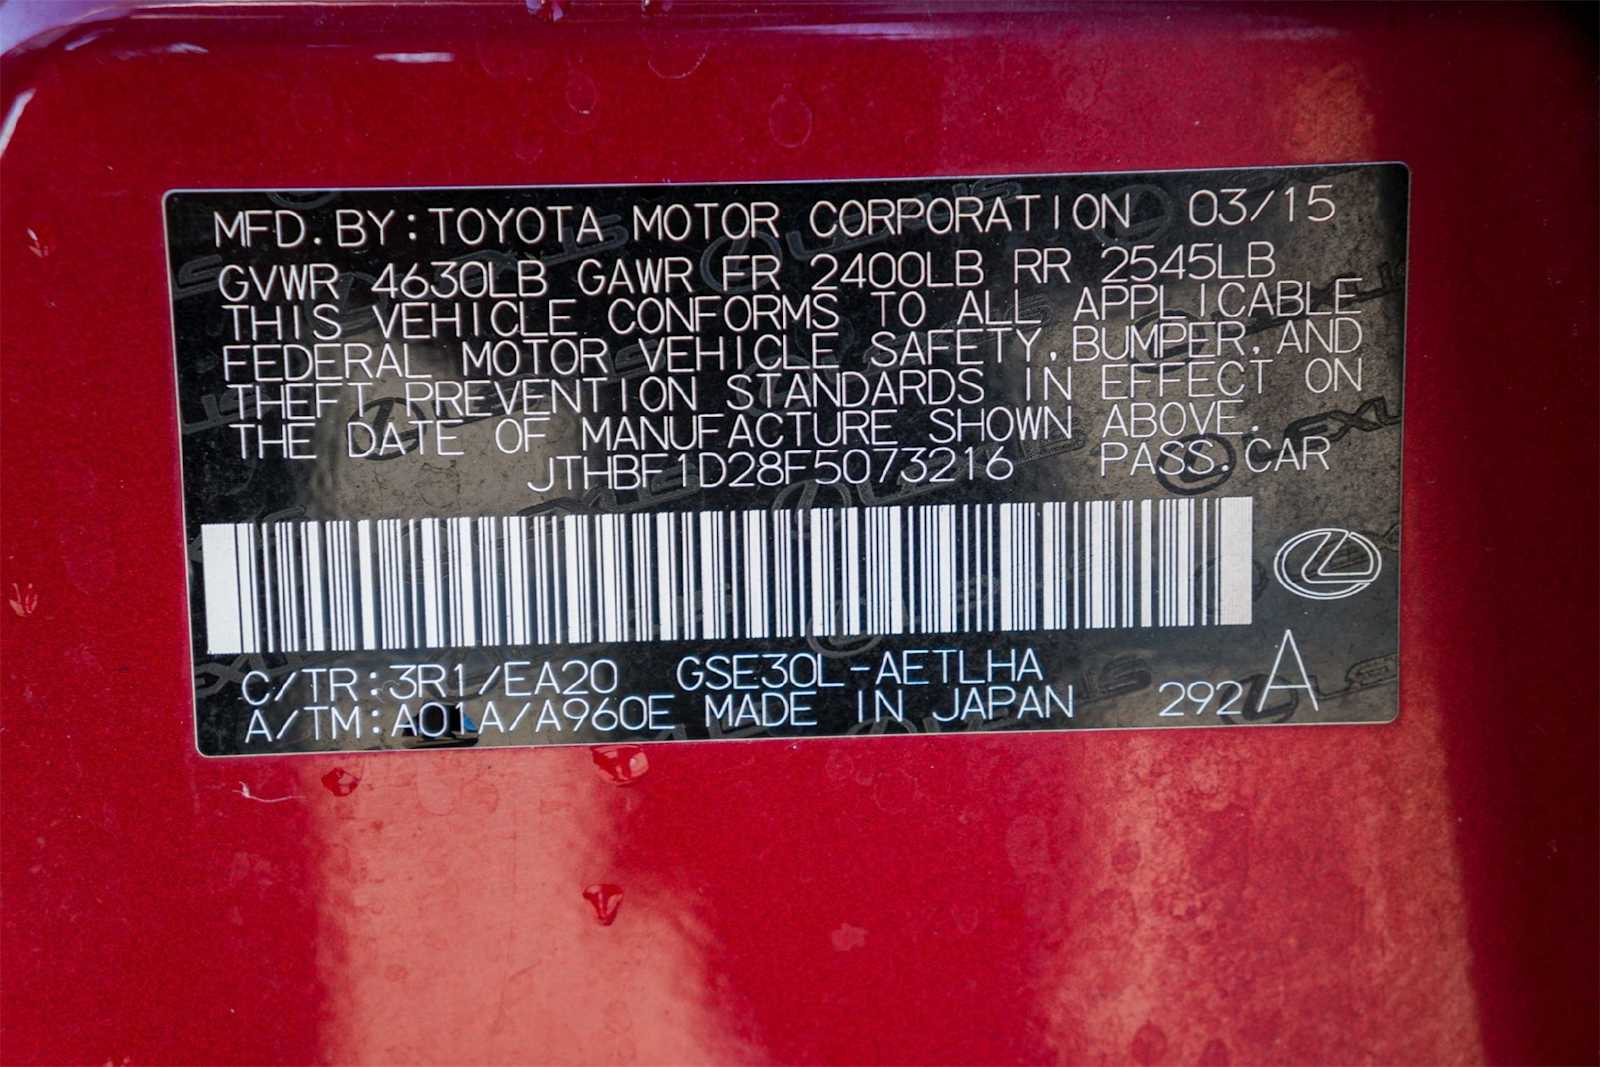 MFD. BY: TOYOTA MOTOR CORPORATION 03/15
GVWR 4630LB GAWR FR 2400LB RR 2545LB
THIS VEHICLE CONFORMS TO ALL APPLICABLE
FEDERAL MOTOR VEHICLE SAFETY, BUMPER, AND
THEFT PREVENTION STANDARDS IN EFFECT ON
THE DATE OF MANUFACTURE SHOWN ABOVE.
JTHBF1D28F5073216 PASS. CAR
C/TR: 3R1/EA20 GSE30L-AETLHA
A/TM: A01A/A960E MADE IN JAPAN 292 A